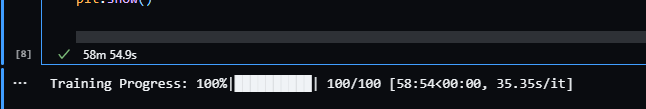 plt.show()
[8]
58m 54.9s
... Training Progress: 100%|██████████| 100/100 [58:54<00:00, 35.35s/it]